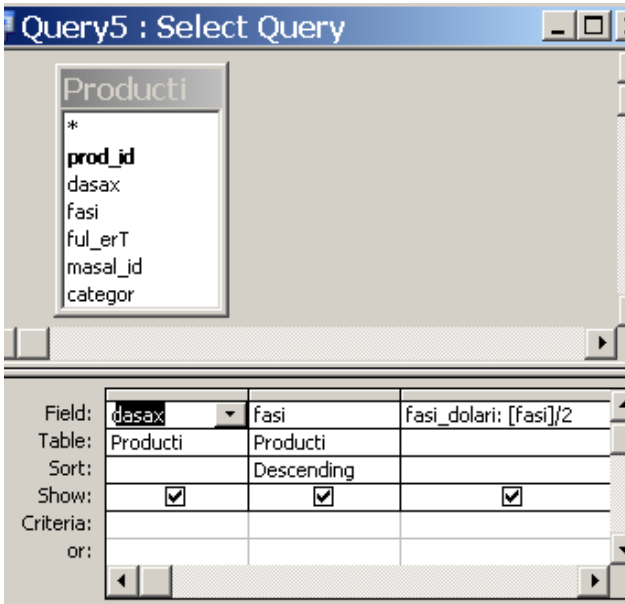 Query5 : Select Query
Producti
*
prod_id
dasax
fasi
ful_erT
masal_id
categor
Field: dasax fasi fasi_dolari: [fasi]/2
Table: Producti Producti
Sort: Descending
Show:
Criteria:
or: